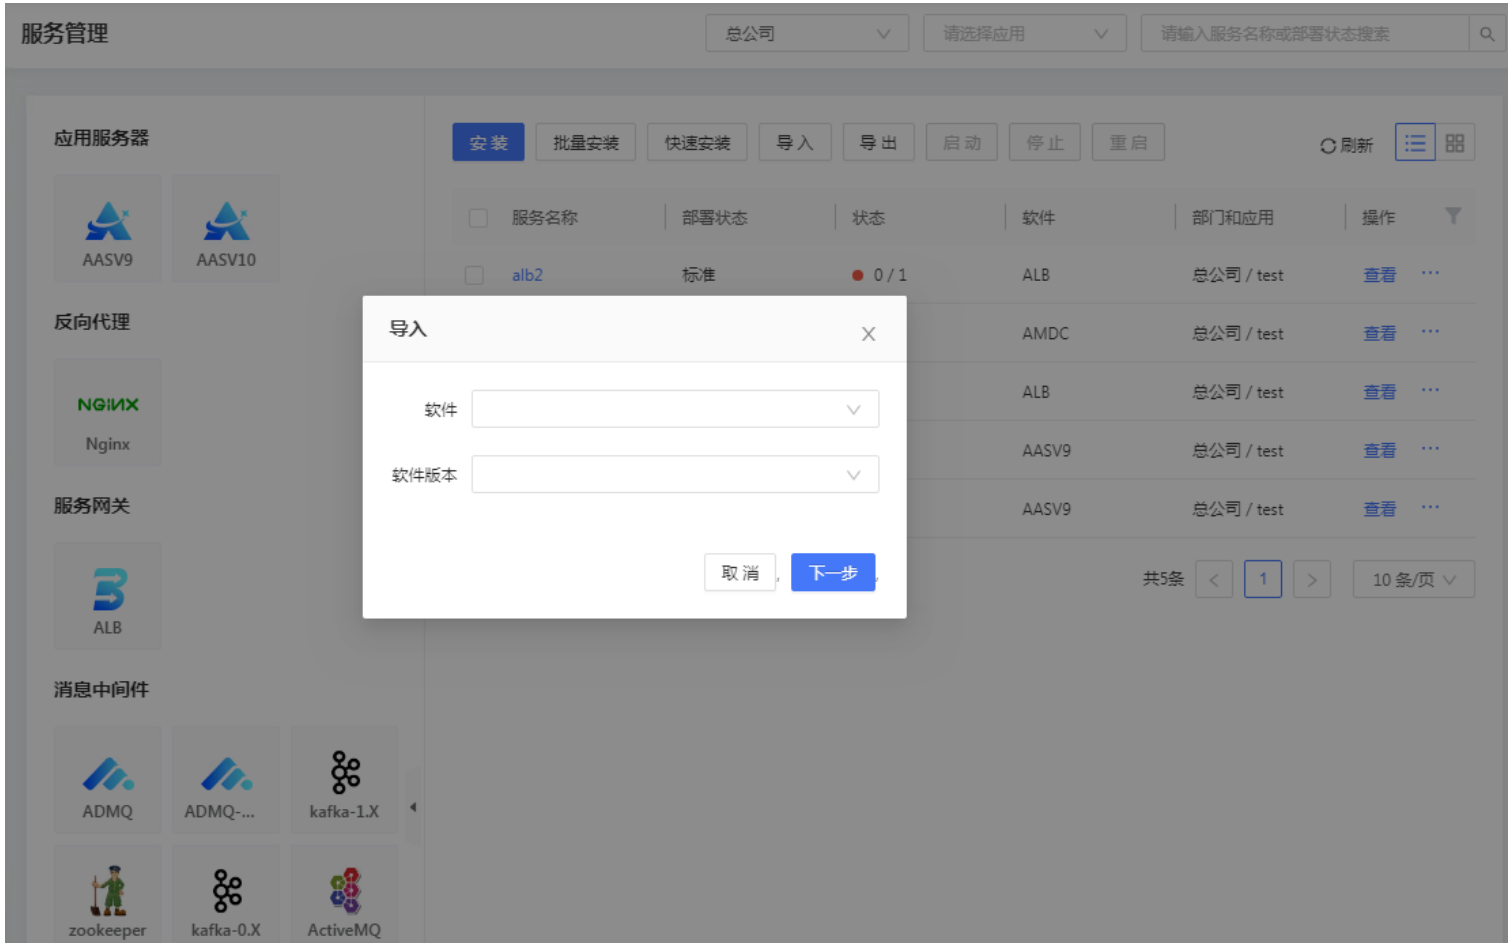 服务管理
总公司
请选择应用
请输入服务名称或部署状态搜索
应用服务器
AASV9
AASV10
反向代理
NGINX
Nginx
服务网关
ALB
消息中间件
ADMQ
ADMQ-...
kafka-1.X
zookeeper
kafka-0.X
ActiveMQ
安装 批量安装 快速安装 导入 导出 启动 停止 重启 刷新
服务名称 部署状态 状态 软件 部门和应用 操作
alb2 标准 0 / 1 ALB 总公司 / test 查看 ···
AMDC 总公司 / test 查看 ···
ALB 总公司 / test 查看 ···
AASV9 总公司 / test 查看 ···
AASV9 总公司 / test 查看 ···
共5条 < 1 > 10 条/页
导入 X
软件
软件版本
取消 , 下一步 ,